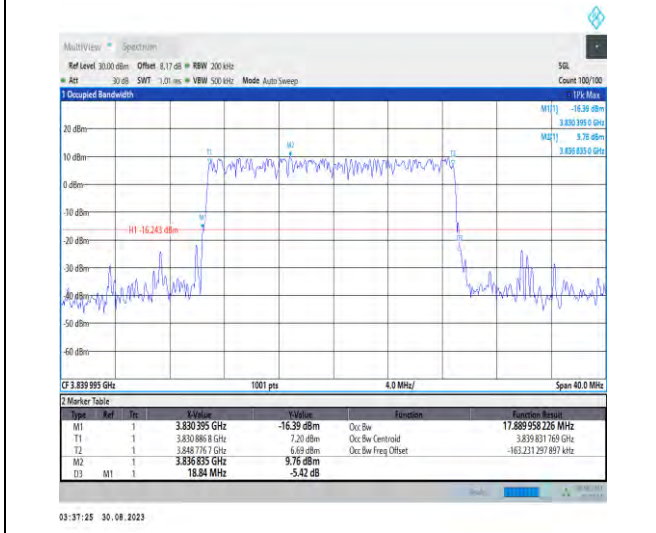 MultiView Spectrum
Ref Level 30.00 dBm Offset 8.17 dB RBW 200 kHz SGL
Att 30 dB SWT 1.01 ms VBW 500 kHz Mode Auto Sweep Count 100/100
1 Occupied Bandwidth 1Pk Max
M1[1] -16.39 dBm
3.830 395 0 GHz
20 dBm
M2[1] 9.76 dBm
3.836 835 0 GHz
10 dBm
T1 M2 T2
0 dBm
-10 dBm
M1
H1 -16.243 dBm
-20 dBm
-30 dBm
-40 dBm
-50 dBm
-60 dBm
CF 3.839 995 GHz 1001 pts 4.0 MHz/ Span 40.0 MHz
2 Marker Table
Type Ref Trc X-Value Y-Value Function Function Result
M1 1 3.830 395 GHz -16.39 dBm Occ Bw 17.889 958 226 MHz
T1 1 3.830 886 8 GHz 7.20 dBm Occ Bw Centroid 3.839 831 769 GHz
T2 1 3.848 776 7 GHz 6.69 dBm Occ Bw Freq Offset -163.231 297 897 kHz
M2 1 3.836 835 GHz 9.76 dBm
D3 M1 1 18.84 MHz -5.42 dB
03:37:25 30.08.2023